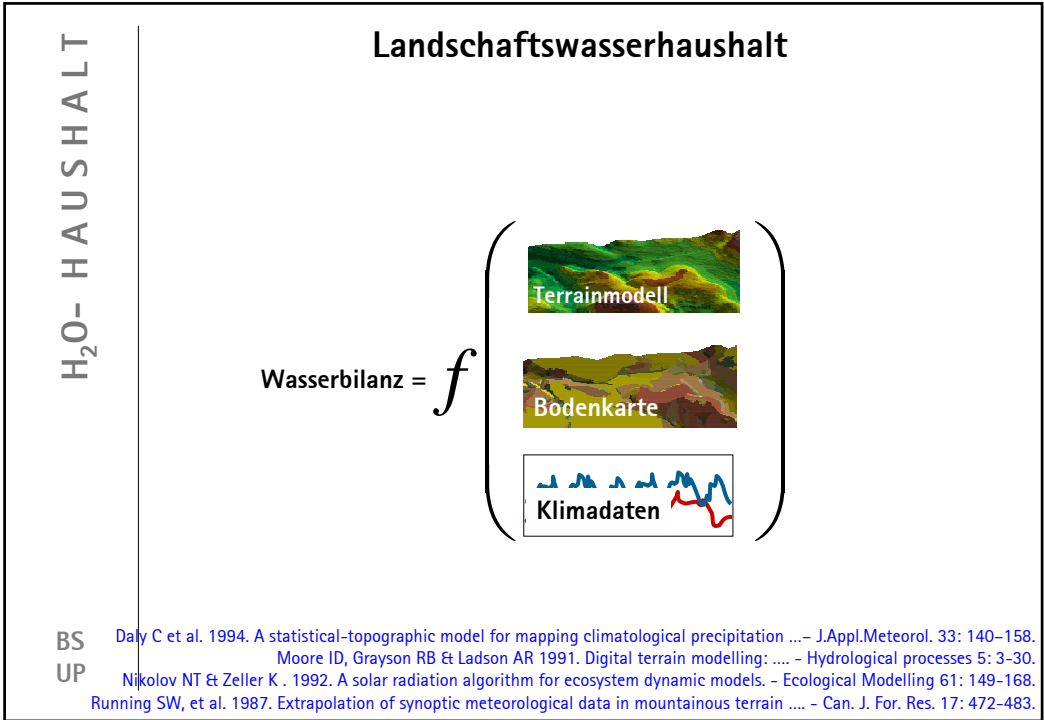 H₂O- HAUSHALT
Landschaftswasserhaushalt
Wasserbilanz = f
Terrainmodell
Bodenkarte
Klimadaten
BS
UP
Daly C et al. 1994. A statistical-topographic model for mapping climatological precipitation ...– J.Appl.Meteorol. 33: 140–158.
Moore ID, Grayson RB & Ladson AR 1991. Digital terrain modelling: .... - Hydrological processes 5: 3-30.
Nikolov NT & Zeller K . 1992. A solar radiation algorithm for ecosystem dynamic models. - Ecological Modelling 61: 149-168.
Running SW, et al. 1987. Extrapolation of synoptic meteorological data in mountainous terrain .... - Can. J. For. Res. 17: 472-483.